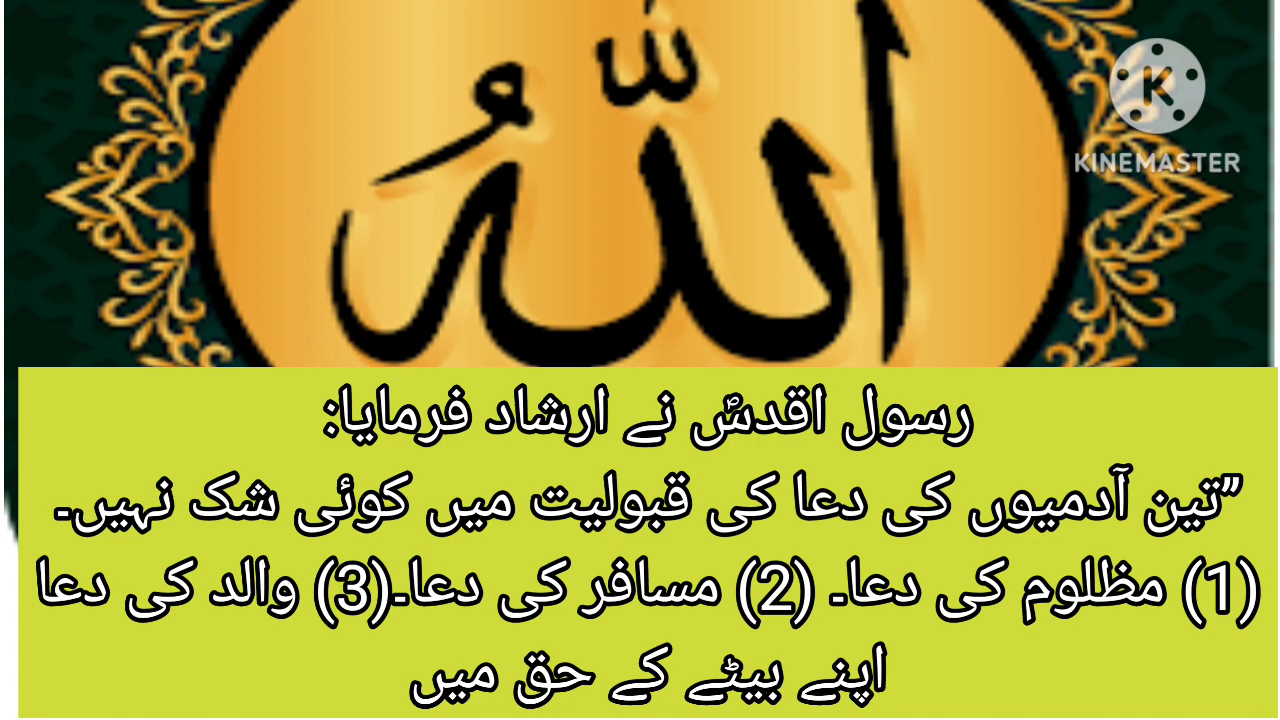 اللّٰهُ
KINEMASTER
رسول اقدسؐ نے ارشاد فرمایا:
”تین آدمیوں کی دعا کی قبولیت میں کوئی شک نہیں۔
(1) مظلوم کی دعا۔ (2) مسافر کی دعا۔(3) والد کی دعا
اپنے بیٹے کے حق میں